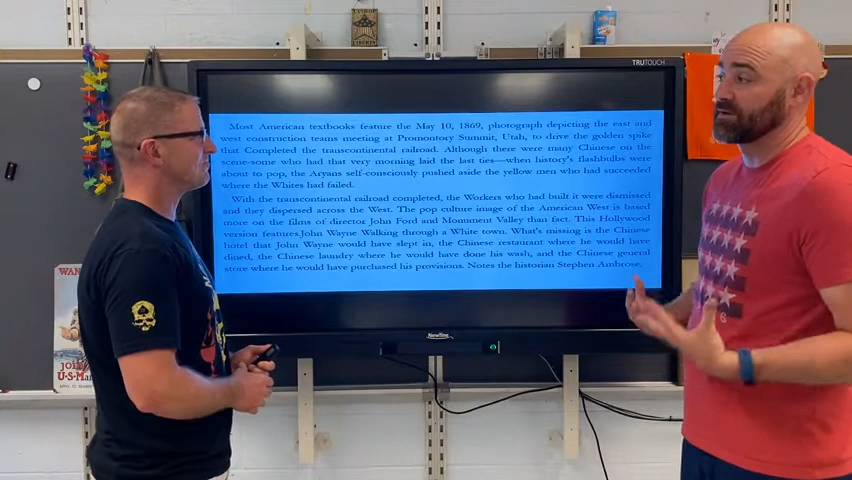 TRUTOUCH
Most American textbooks feature the May 10, 1869, photograph depicting the east and
west construction teams meeting at Promontory Summit, Utah, to drive the golden spike
that Completed the transcontinental railroad. Although there were many Chinese on the
scene-some who had that very morning laid the last ties—when history's flashbulbs were
about to pop, the Aryans self-consciously pushed aside the yellow men who had succeeded
where the Whites had failed.
With the transcontinental railroad completed, the Workers who had built it were dismissed
and they dispersed across the West. The pop culture image of the American West is based
more on the films of director John Ford and Monument Valley than fact. This Hollywood
version features.John Wayne Walking through a White town. What's missing is the Chinese
hotel that John Wayne would have slept in, the Chinese restaurant where he would have
dined, the Chinese laundry where he would have done his wash, and the Chinese general
store where he would have purchased his provisions. Notes the historian Stephen Ambrose.
Newline
WANTED
JOIN
U·S·Mar